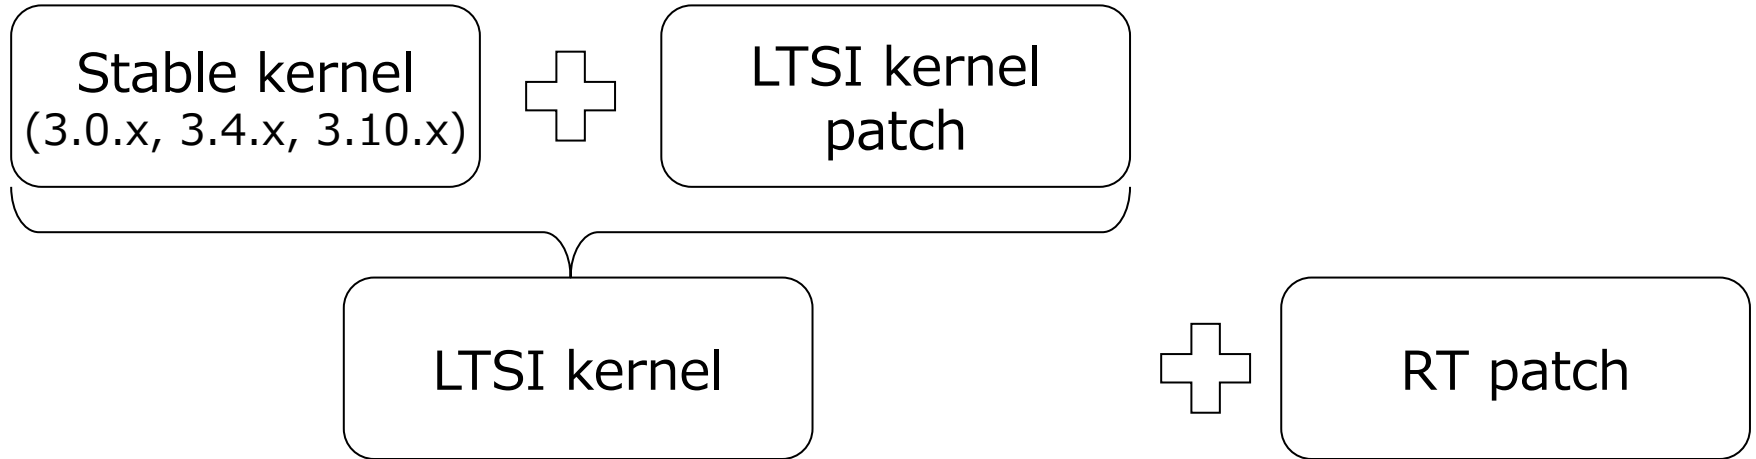 Stable kernel
(3.0.x, 3.4.x, 3.10.x)
LTSI kernel
patch
LTSI kernel
RT patch